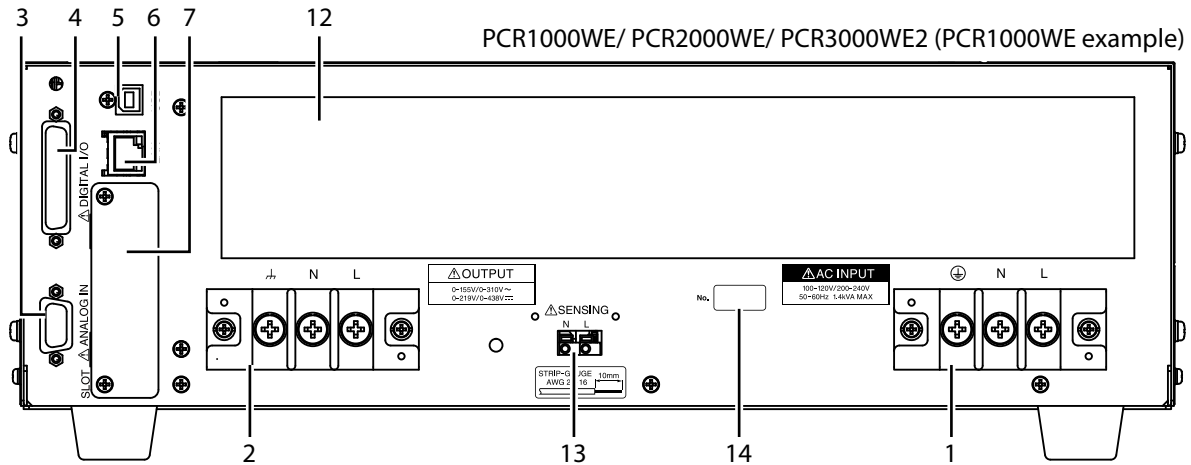 3 4 5 6 7 12
PCR1000WE/ PCR2000WE/ PCR3000WE2 (PCR1000WE example)
⚠DIGITAL I/O
SLOT ⚠ANALOG IN
N L
⚠OUTPUT
0-155V/0-310V～
0-219V/0-438V⎓
⚠SENSING
N L
STRIP-GAUGE
10mm
No.
⚠AC INPUT
100-120V/200-240V
50-60Hz 1.4kVA MAX
N L
2 13 14 1